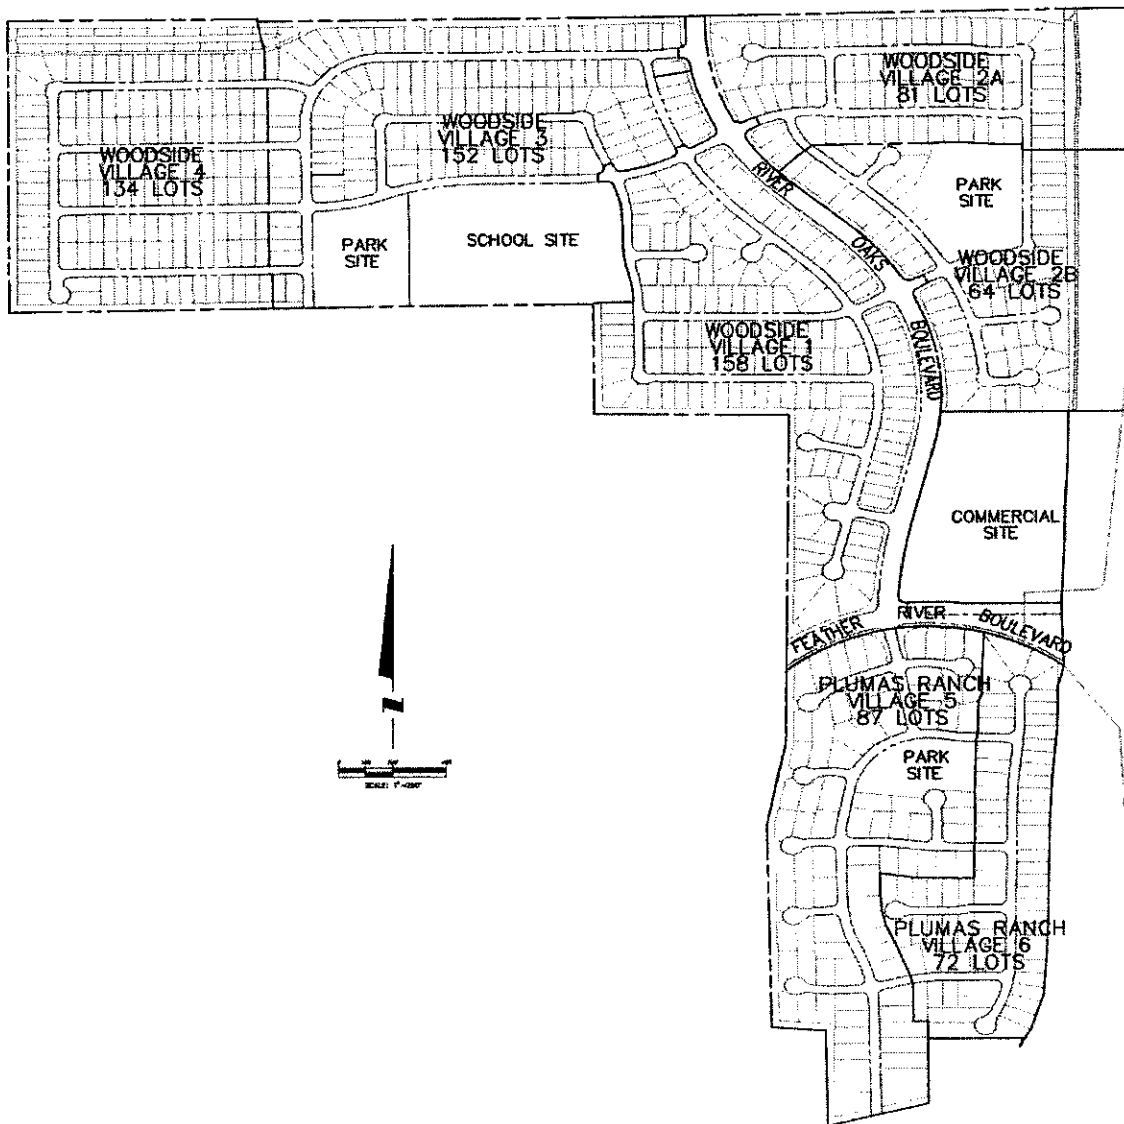 WOODSIDE
VILLAGE 2A
81 LOTS
WOODSIDE
VILLAGE 3
152 LOTS
WOODSIDE
VILLAGE 4
134 LOTS
RIVER
OAKS
BOULEVARD
PARK
SITE
PARK
SITE
SCHOOL SITE
WOODSIDE
VILLAGE 2B
64 LOTS
WOODSIDE
VILLAGE 1
158 LOTS
COMMERCIAL
SITE
FEATHER
RIVER
BOULEVARD
PLUMAS RANCH
VILLAGE 5
87 LOTS
PARK
SITE
PLUMAS RANCH
VILLAGE 6
72 LOTS